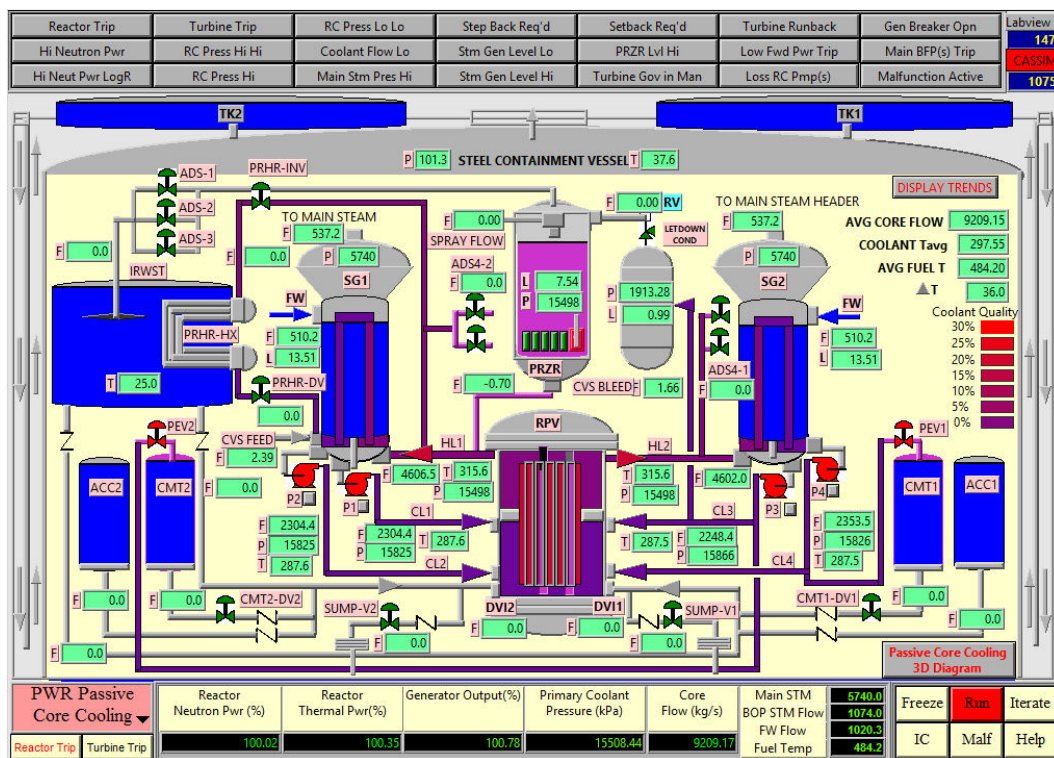 Reactor Trip Turbine Trip RC Press Lo Lo Step Back Req'd Setback Req'd Turbine Runback Gen Breaker Opn Labview
Hi Neutron Pwr RC Press Hi Hi Coolant Flow Lo Stm Gen Level Lo PRZR Lvl Hi Low Fwd Pwr Trip Main BFP(s) Trip 147
CASSIM
Hi Neut Pwr LogR RC Press Hi Main Stm Pres Hi Stm Gen Level Hi Turbine Gov in Man Loss RC Pmp(s) Malfunction Active 1075
TK2 TK1
P 101.3 STEEL CONTAINMENT VESSEL T 37.6
ADS-1 PRHR-INV
DISPLAY TRENDS
ADS-2
ADS-3
F 0.0
F 0.0
TO MAIN STEAM
F 537.2
P 5740
SG1
F 0.00
SPRAY FLOW
ADS4-2
F 0.0
F 0.00 RV
LETDOWN
COND
TO MAIN STEAM HEADER
F 537.2
P 5740
SG2
AVG CORE FLOW 9209.15
COOLANT Tavg 297.55
AVG FUEL T 484.20
T 36.0
Coolant Quality
30%
25%
20%
15%
10%
5%
0%
IRWST
PRHR-HX
T 25.0
FW
F 510.2
L 13.51
L 7.54
P 15498
PRZR
P 1913.28
L 0.99
FW
F 510.2
L 13.51
PRHR-DV
0.0
F -0.70
CVS BLEED F 1.66
ADS4-1
F 0.0
PEV2
CVS FEED
F 2.39
F 0.0
RPV
HL1 HL2
PEV1
ACC2 CMT2
P2 P1
F 4606.5
T 315.6
P 15498
T 315.6
P 15498
F 4602.0
P3 P4
CMT1 ACC1
F 2304.4
P 15825
T 287.6
CL1
F 2304.4
P 15825
T 287.6
CL2
CL3
T 287.5
F 2248.4
P 15866
CL4
F 2353.5
P 15826
T 287.5
F 0.0
F 0.0
CMT2-DV2
SUMP-V2
F 0.0
DVI2 DVI1
F 0.0
F 0.0
SUMP-V1
F 0.0
CMT1-DV1
F 0.0
F 0.0
F 0.0
Passive Core Cooling
3D Diagram
PWR Passive
Core Cooling
Reactor Trip Turbine Trip
Reactor
Neutron Pwr (%)
100.02
Reactor
Thermal Pwr(%)
100.35
Generator Output(%)
100.78
Primary Coolant
Pressure (kPa)
15508.44
Core
Flow (kg/s)
9209.17
Main STM 5740.0
BOP STM Flow 1074.0
FW Flow 1020.3
Fuel Temp 484.2
Freeze Run Iterate
IC Malf Help